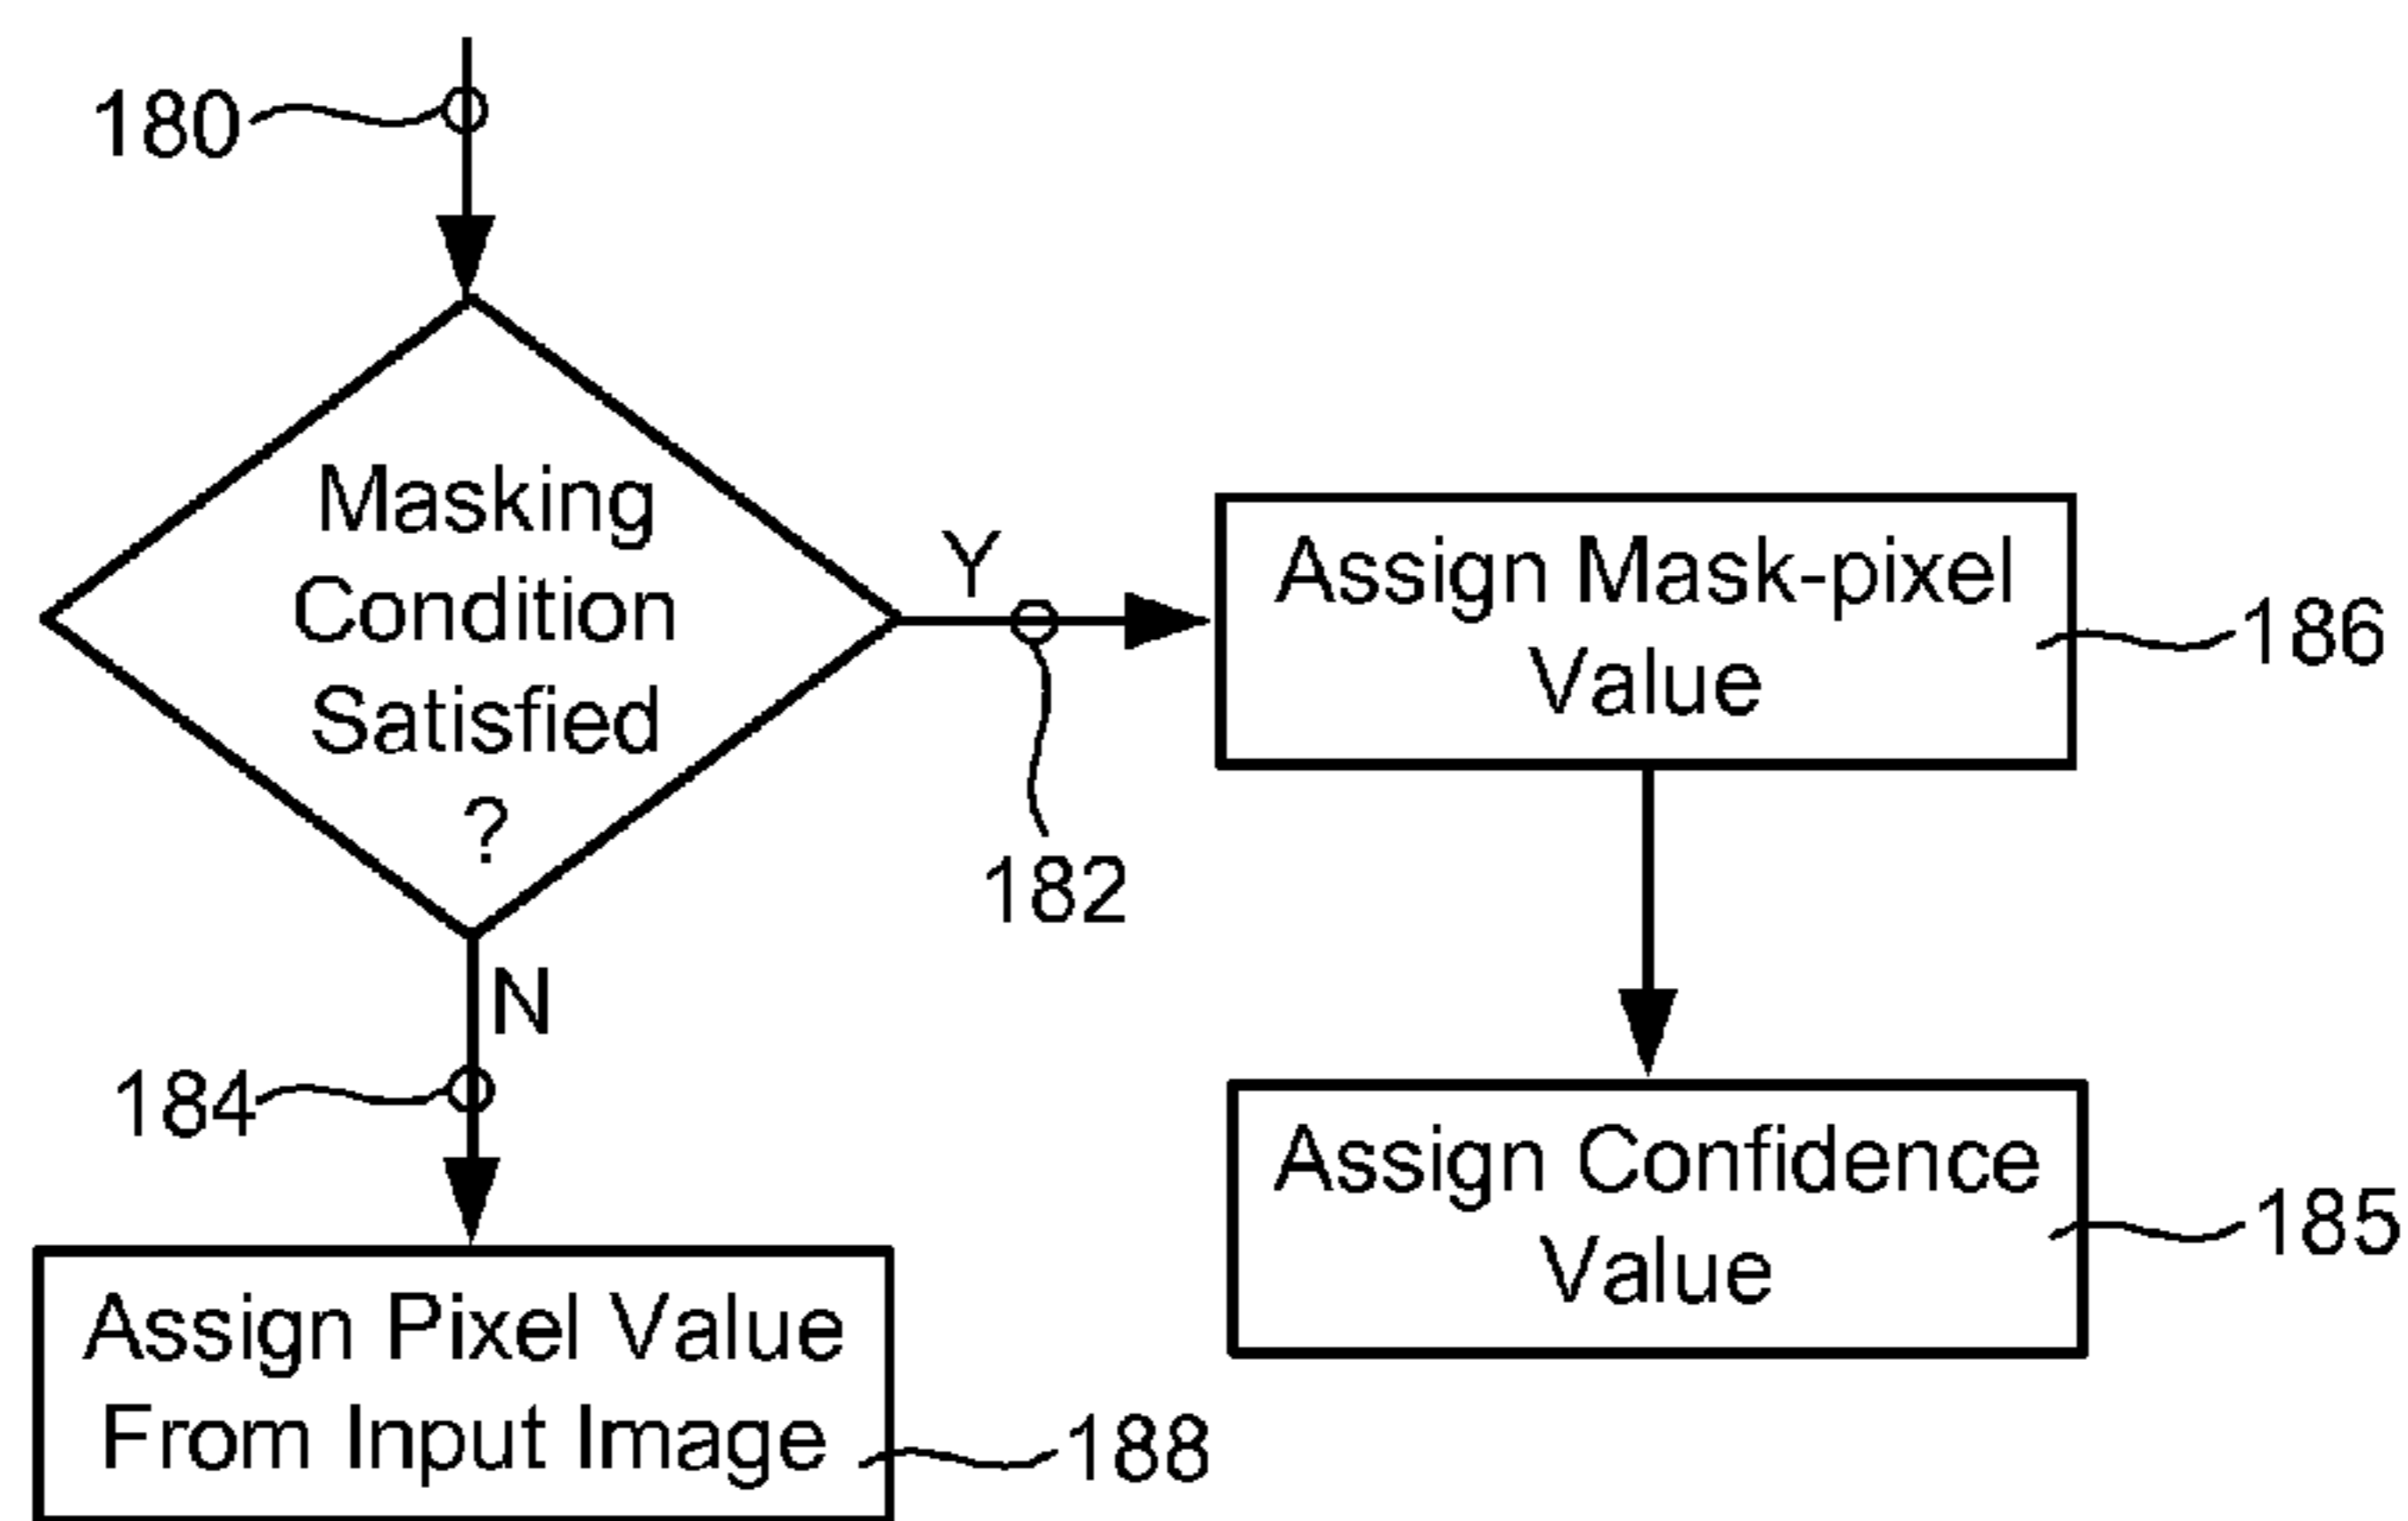 180
Masking
Condition
Satisfied
?
Y
182
Assign Mask-pixel
Value
186
N
184
Assign Confidence
Value
185
Assign Pixel Value
From Input Image
188